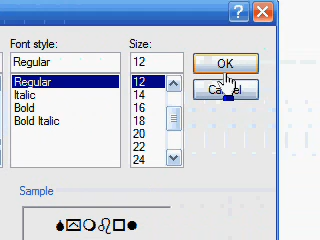 Font style: Size:
Regular 12
Regular 12
Italic 14
Bold 16
Bold Italic 18
20
22
24
OK
Cancel
Sample